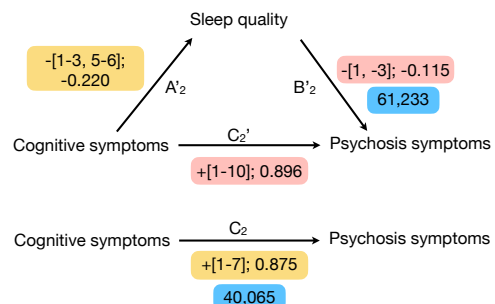 Sleep quality
-[1-3, 5-6];
-0.220
A'₂
B'₂
-[1, -3]; -0.115
61,233
Cognitive symptoms
C₂'
Psychosis symptoms
+[1-10]; 0.896
Cognitive symptoms
C₂
Psychosis symptoms
+[1-7]; 0.875
40,065